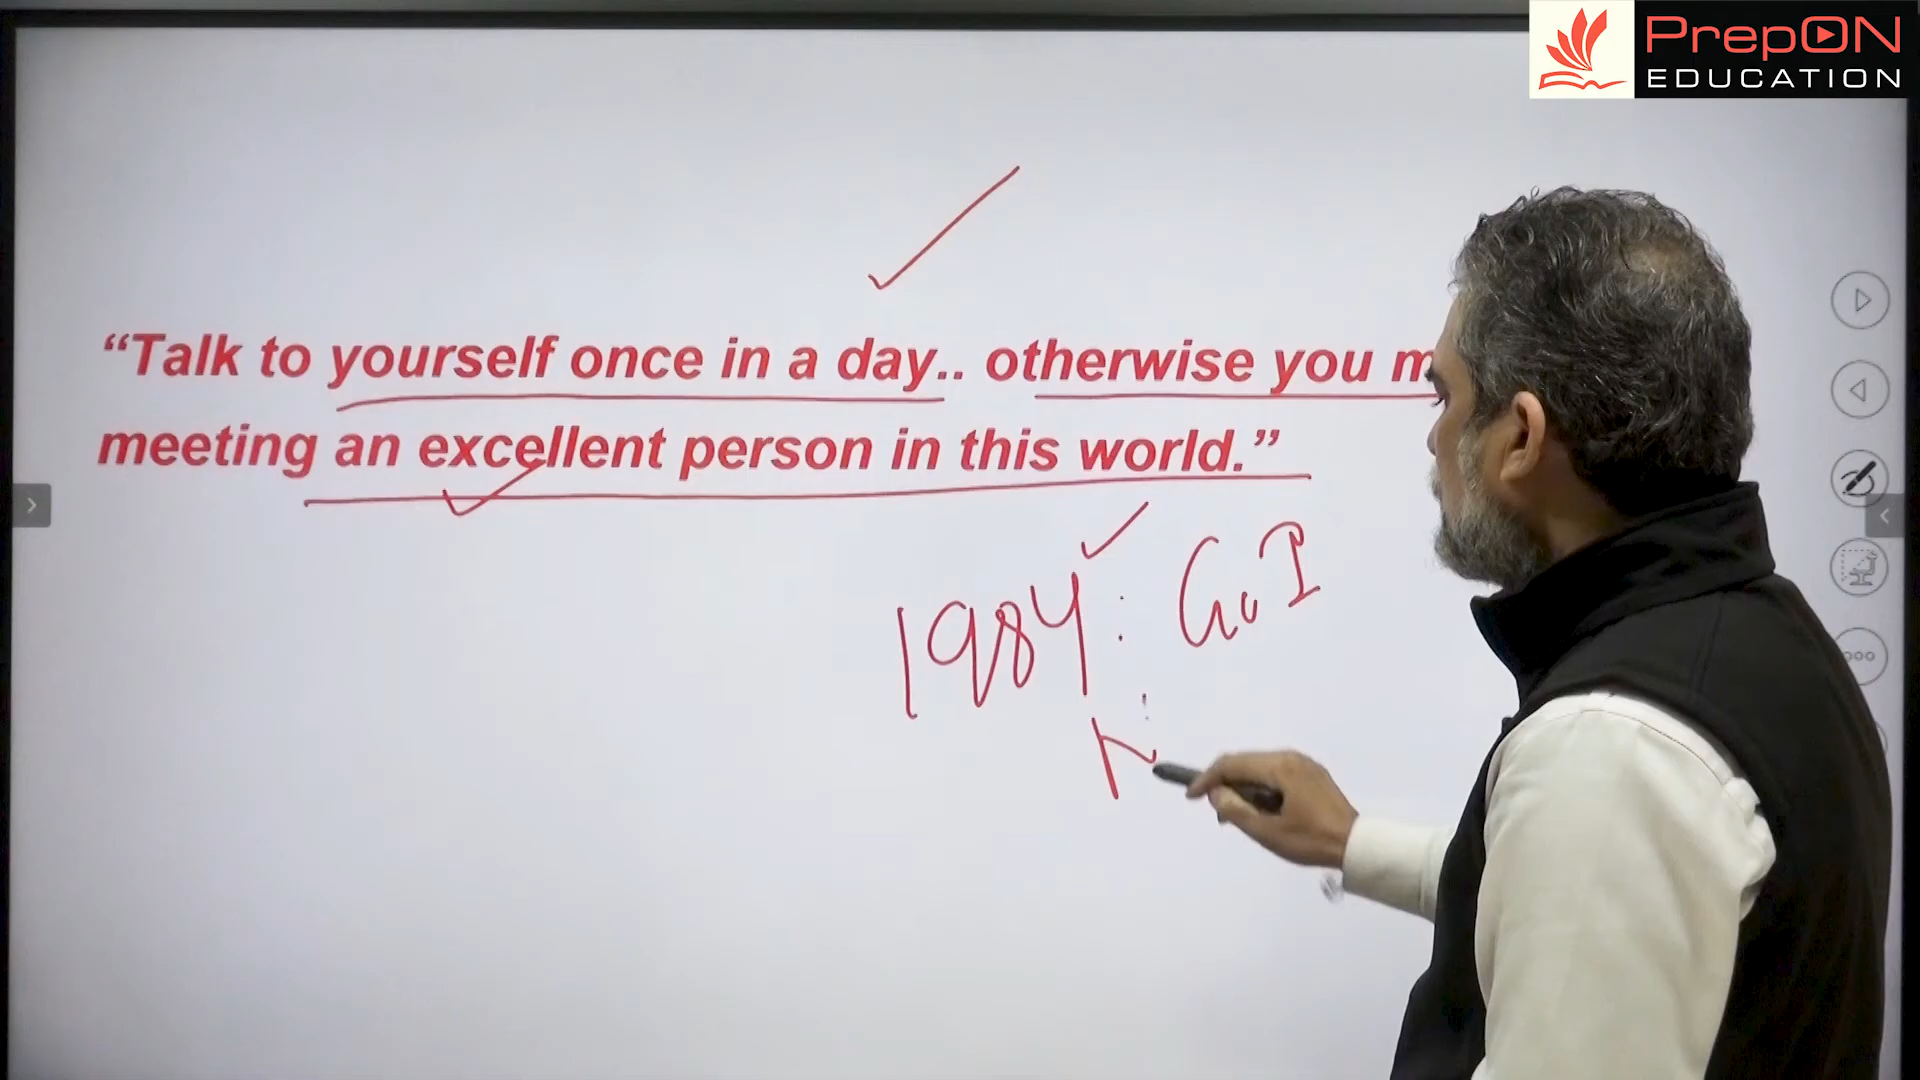 PrepON
EDUCATION
“Talk to yourself once in a day.. otherwise you m
meeting an excellent person in this world.”
1984 : GoI
:
N